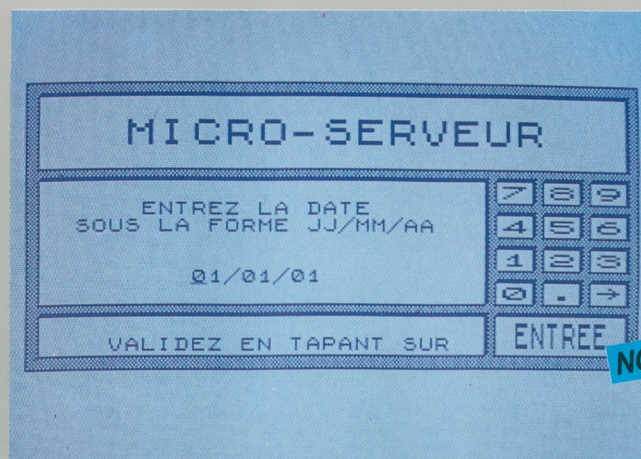 MICRO-SERVEUR
ENTREZ LA DATE
SOUS LA FORME JJ/MM/AA
01/01/01
7 8 9
4 5 6
1 2 3
0 . →
VALIDEZ EN TAPANT SUR
ENTREE